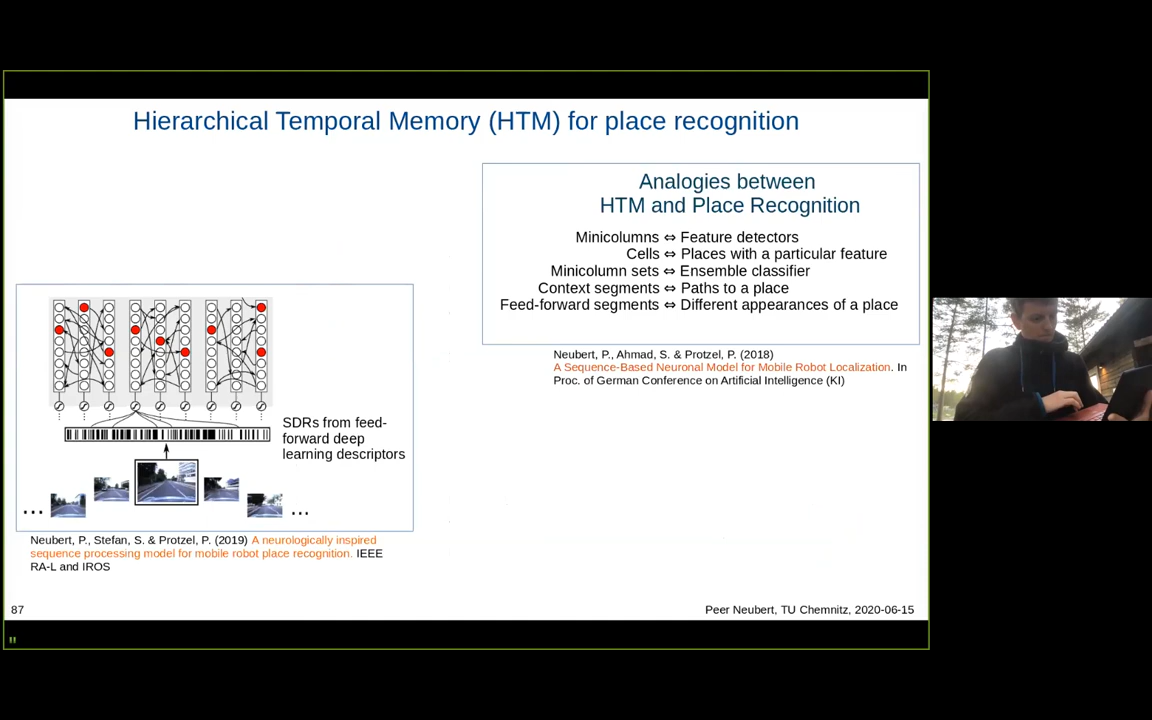 Hierarchical Temporal Memory (HTM) for place recognition
Analogies between
HTM and Place Recognition
Minicolumns ⇔ Feature detectors
Cells ⇔ Places with a particular feature
Minicolumn sets ⇔ Ensemble classifier
Context segments ⇔ Paths to a place
Feed-forward segments ⇔ Different appearances of a place
Neubert, P., Ahmad, S. & Protzel, P. (2018)
A Sequence-Based Neuronal Model for Mobile Robot Localization. In
Proc. of German Conference on Artificial Intelligence (KI)
SDRs from feed-
forward deep
learning descriptors
... ...
Neubert, P., Stefan, S. & Protzel, P. (2019) A neurologically inspired
sequence processing model for mobile robot place recognition. IEEE
RA-L and IROS
87
Peer Neubert, TU Chemnitz, 2020-06-15
"